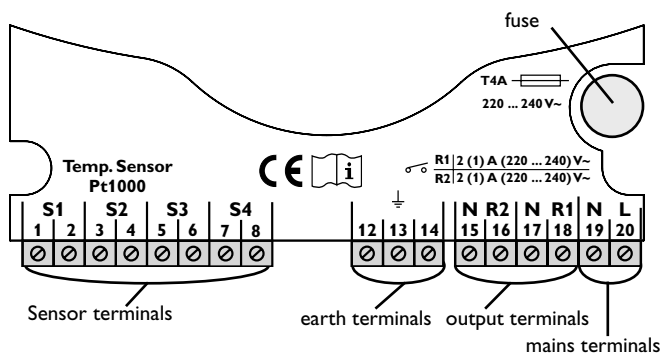 fuse
T4A
220 ... 240 V~
Temp. Sensor
Pt1000
CE
i
R1 2 (1) A (220 ... 240) V~
R2 2 (1) A (220 ... 240) V~
S1 S2 S3 S4
N R2 N R1 N L
1 2 3 4 5 6 7 8 12 13 14 15 16 17 18 19 20
Sensor terminals
earth terminals
output terminals
mains terminals